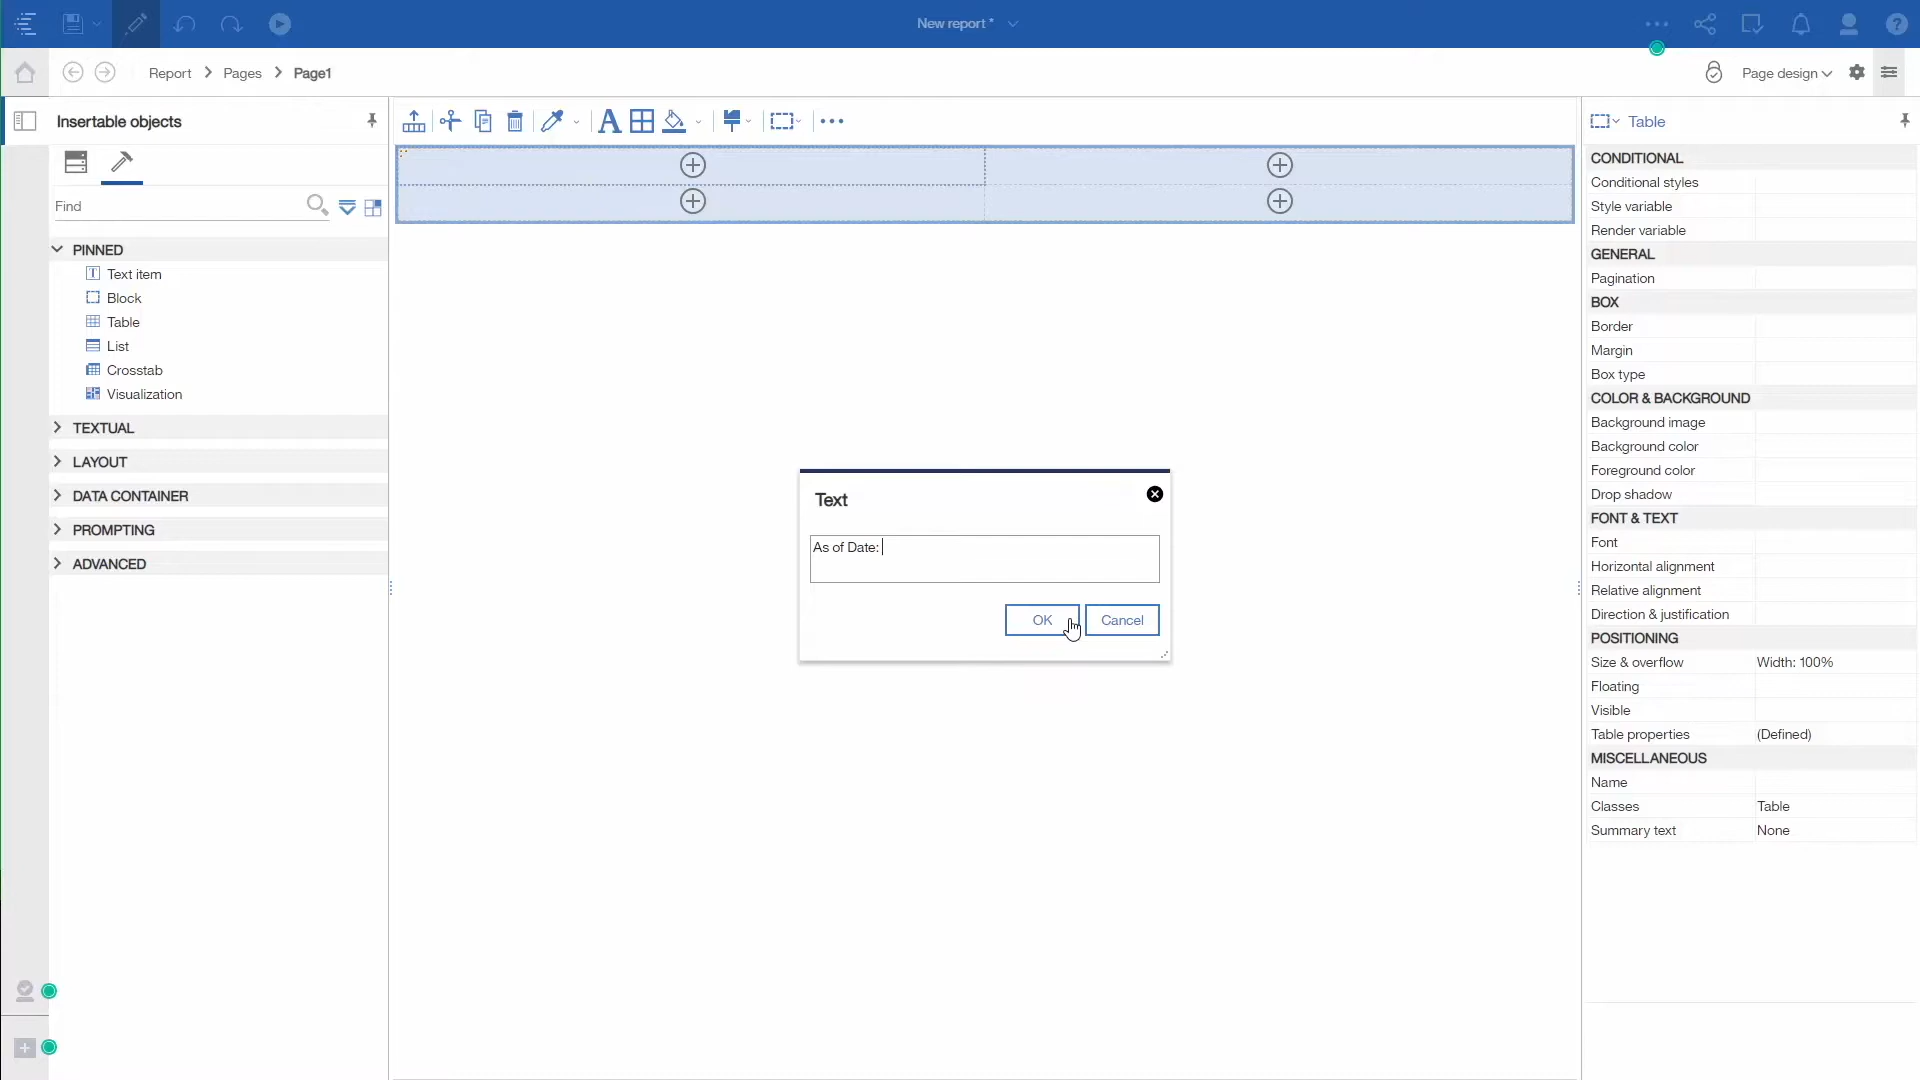 New report *
Report > Pages > Page1
Page design
Insertable objects
Find
PINNED
Text item
Block
Table
List
Crosstab
Visualization
TEXTUAL
LAYOUT
DATA CONTAINER
PROMPTING
ADVANCED
Text
As of Date:
OK
Cancel
Table
CONDITIONAL
Conditional styles
Style variable
Render variable
GENERAL
Pagination
BOX
Border
Margin
Box type
COLOR & BACKGROUND
Background image
Background color
Foreground color
Drop shadow
FONT & TEXT
Font
Horizontal alignment
Relative alignment
Direction & justification
POSITIONING
Size & overflow Width: 100%
Floating
Visible
Table properties (Defined)
MISCELLANEOUS
Name
Classes Table
Summary text None